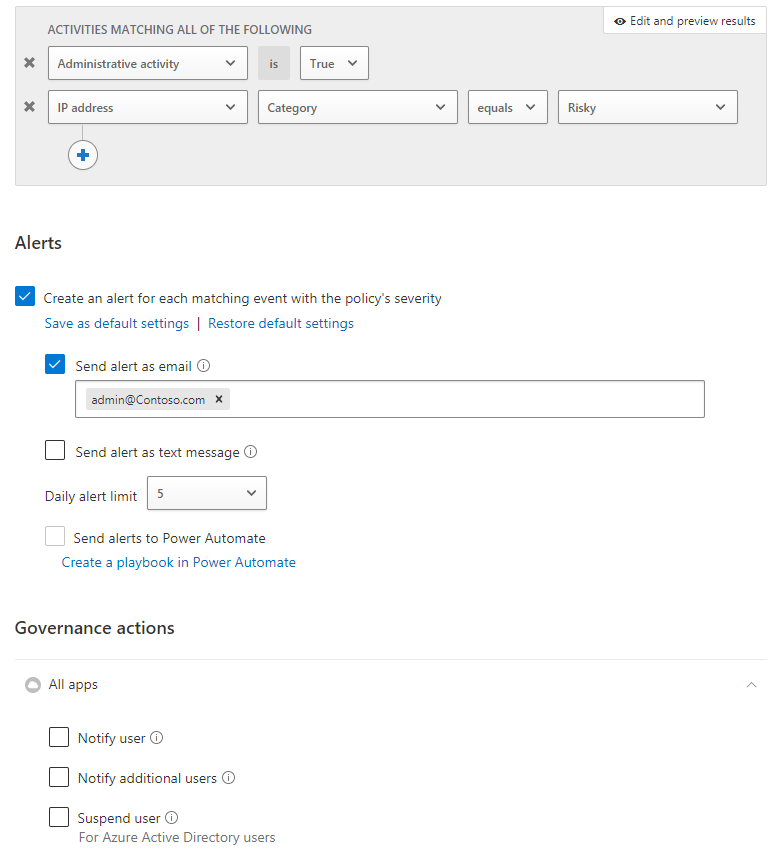 Edit and preview results
ACTIVITIES MATCHING ALL OF THE FOLLOWING
Administrative activity is True
IP address Category equals Risky
Alerts
Create an alert for each matching event with the policy's severity
Save as default settings | Restore default settings
Send alert as email
admin@Contoso.com
Send alert as text message
Daily alert limit 5
Send alerts to Power Automate
Create a playbook in Power Automate
Governance actions
All apps
Notify user
Notify additional users
Suspend user
For Azure Active Directory users